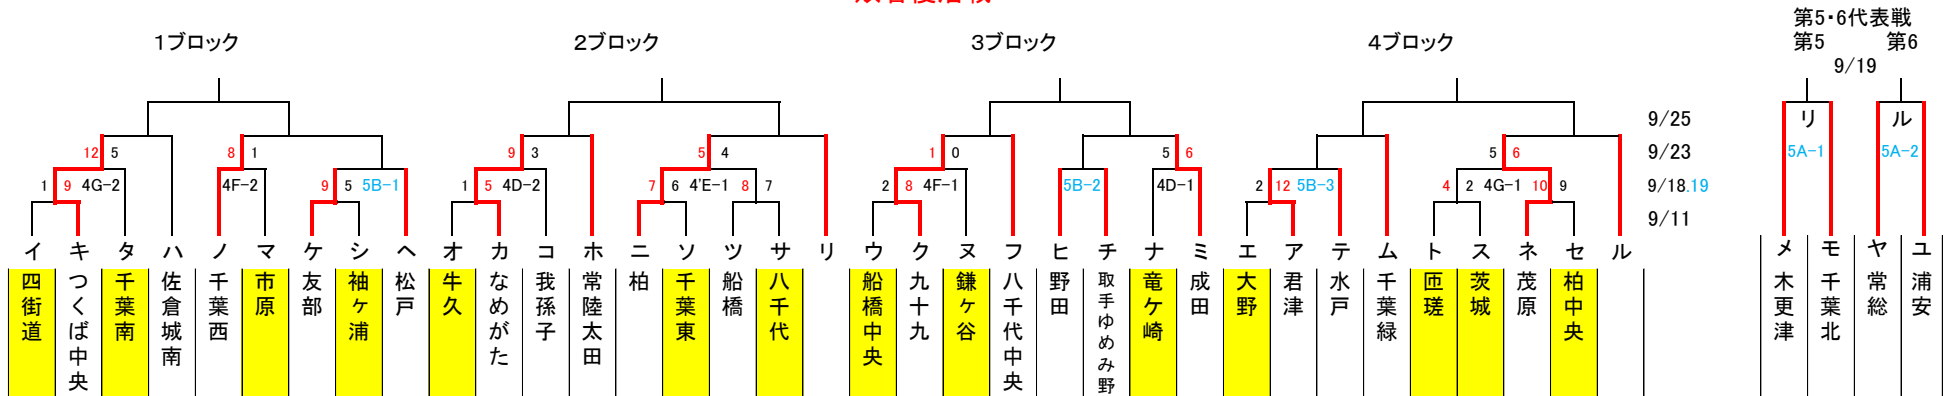 第5・6代表戦
1ブロック 2ブロック 3ブロック 4ブロック 第5 第6
9/19
9/25 リ ル
12 5 8 1 9 3 5 4 1 0 5 6 5 6 9/23 5A-1 5A-2
1 9 4G-2 4F-2 9 5 5B-1 1 5 4D-2 7 6 4'E-1 8 7 2 8 4F-1 5B-2 4D-1 2 12 5B-3 4 2 4G-1 10 9 9/18.19
9/11
イ キ タ ハ ノ マ ケ シ ヘ オ カ コ ホ ニ ソ ツ サ リ ウ ク ヌ フ ヒ チ ナ ミ エ ア テ ム ト ス ネ セ ル メ モ ヤ ユ
四街道
つくば中央
千葉南
佐倉城南
千葉西
市原
友部
袖ヶ浦
松戸
牛久
なめがた
我孫子
常陸太田
柏
千葉東
船橋
八千代
船橋中央
九十九
鎌ヶ谷
八千代中央
野田
取手ゆめみ野
竜ケ崎
成田
大野
君津
水戸
千葉緑
匝瑳
茨城
茂原
柏中央
木更津
千葉北
常総
浦安